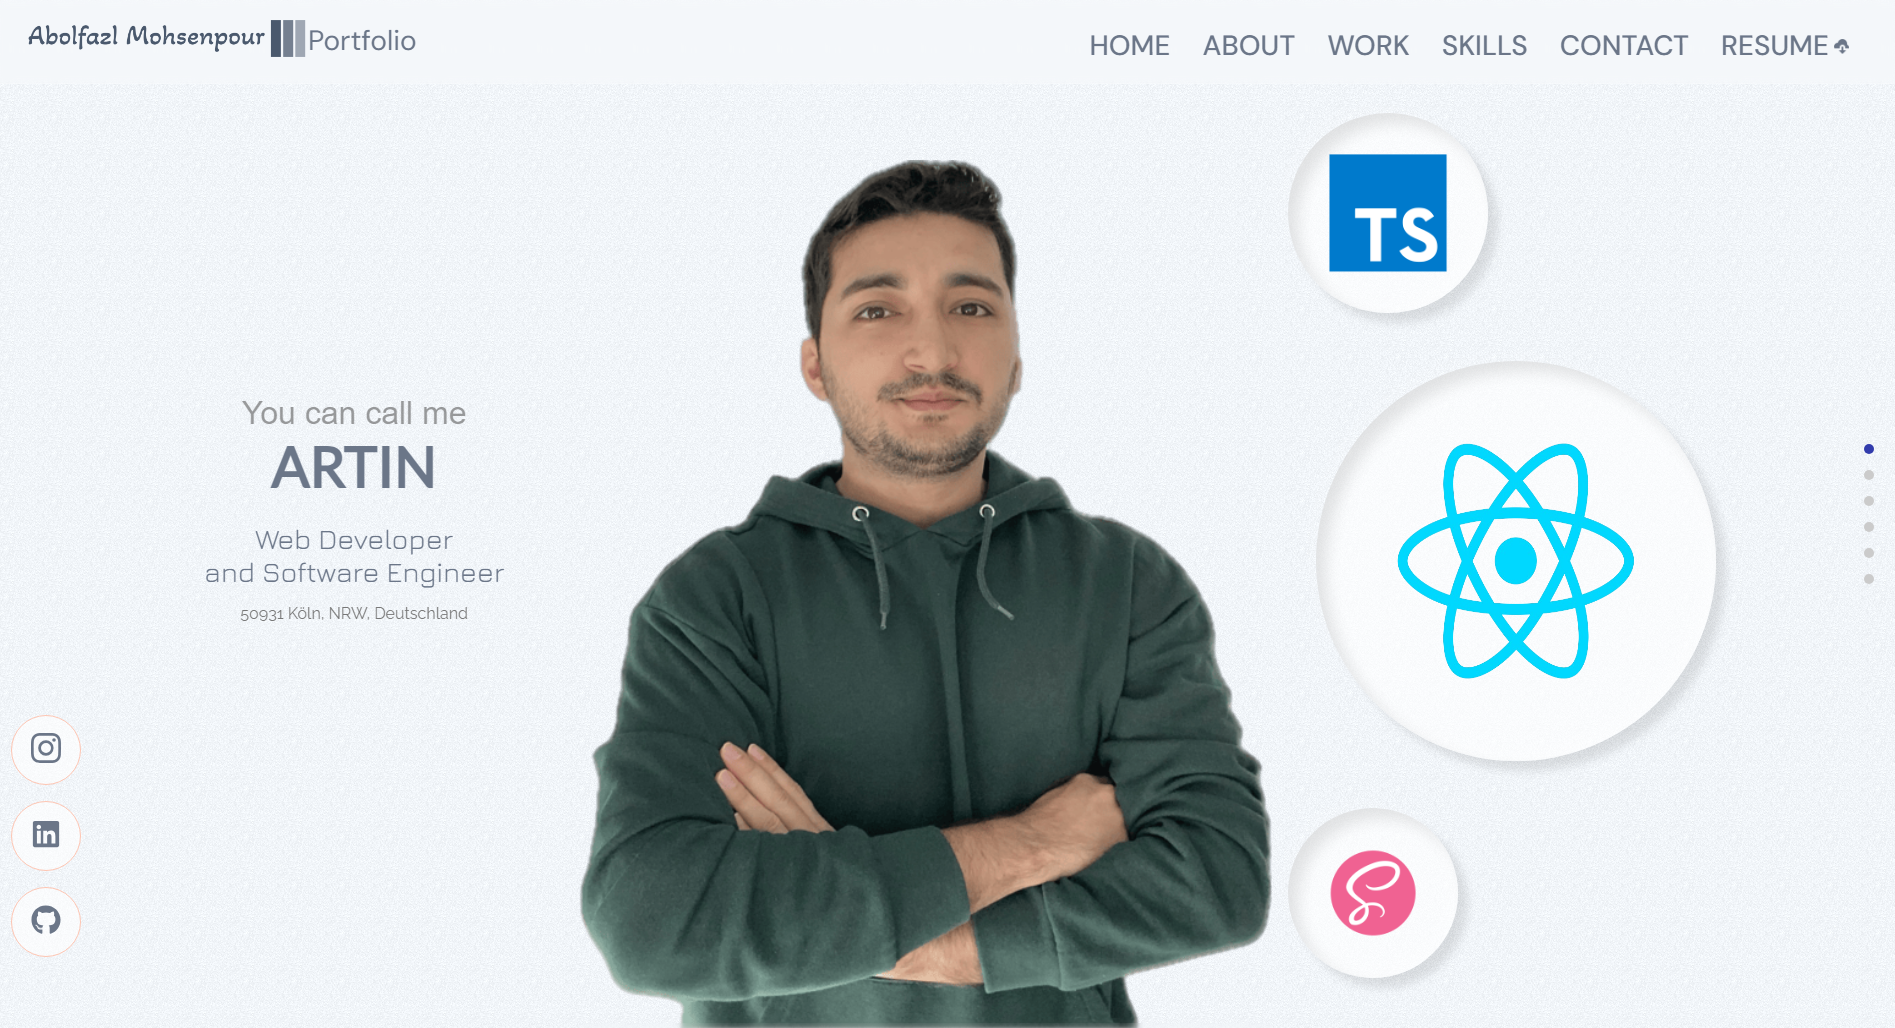 Abolfazl Mohsenpour Portfolio
HOME ABOUT WORK SKILLS CONTACT RESUME
TS
You can call me
ARTIN
Web Developer
and Software Engineer
50931 Köln, NRW, Deutschland
in